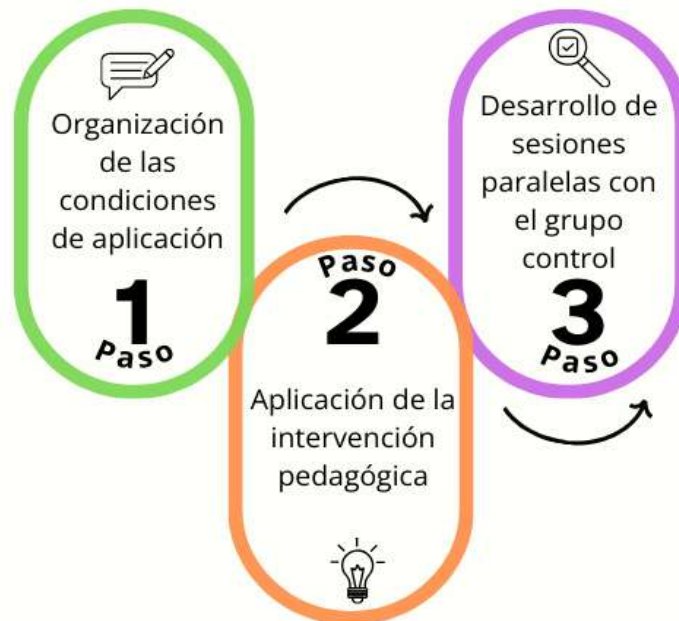 Organización
de las
condiciones
de aplicación
1
Paso
Paso
2
Aplicación de la
intervención
pedagógica
Desarrollo de
sesiones
paralelas con
el grupo
control
3
Paso